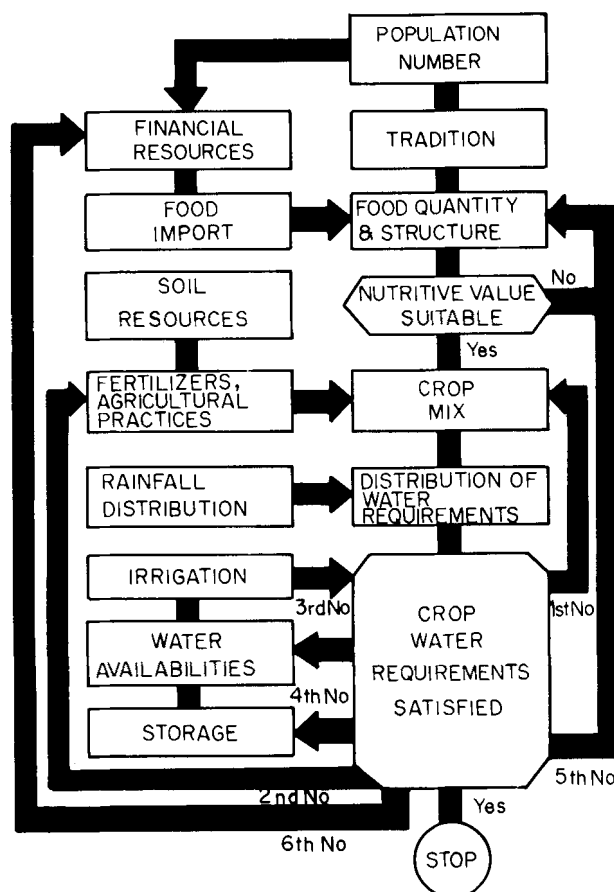 POPULATION
NUMBER
FINANCIAL
RESOURCES
TRADITION
FOOD
IMPORT
FOOD QUANTITY
& STRUCTURE
No
SOIL
RESOURCES
NUTRITIVE VALUE
SUITABLE
Yes
FERTILIZERS,
AGRICULTURAL
PRACTICES
CROP
MIX
RAINFALL
DISTRIBUTION
DISTRIBUTION OF
WATER
REQUIREMENTS
IRRIGATION
3rd No
1st No
CROP
WATER
REQUIREMENTS
SATISFIED
WATER
AVAILABILITIES
4th No
STORAGE
5th No
2nd No
Yes
6th No
STOP